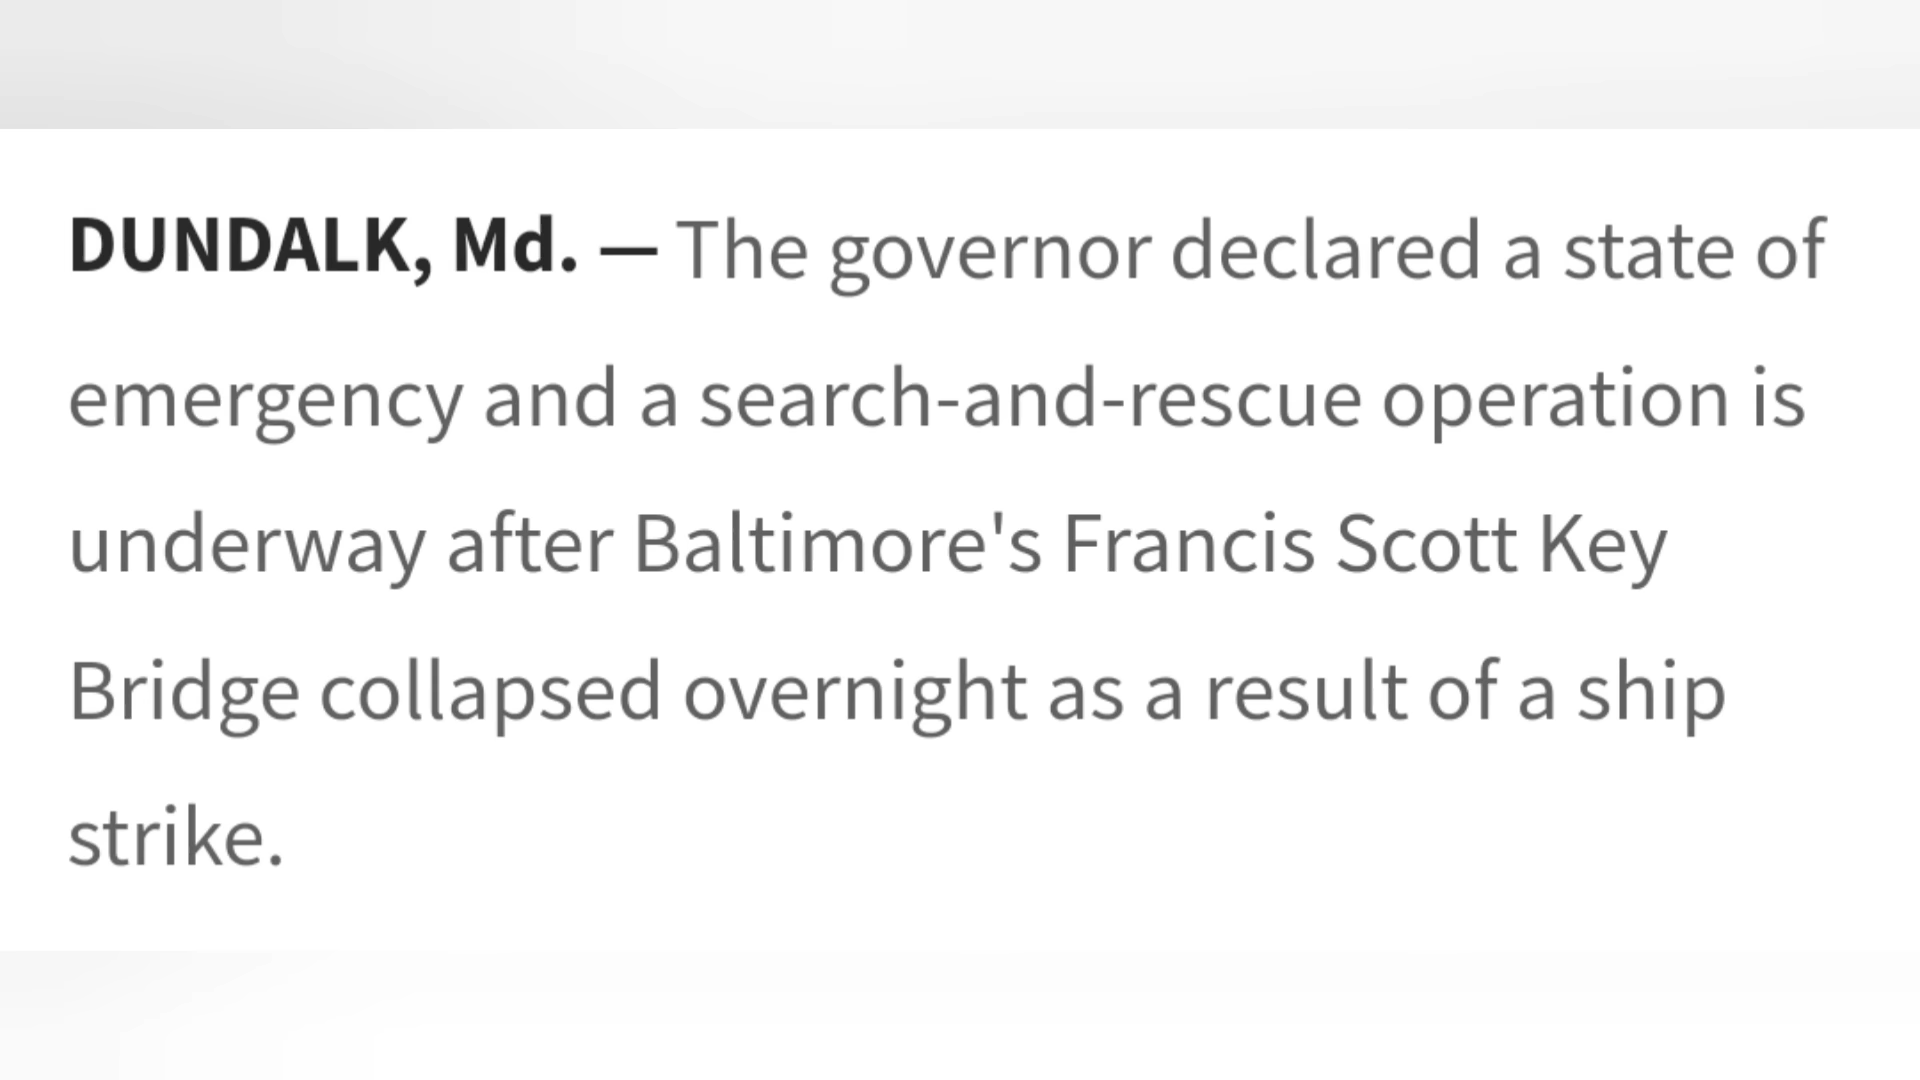 DUNDALK, Md. — The governor declared a state of
emergency and a search-and-rescue operation is
underway after Baltimore's Francis Scott Key
Bridge collapsed overnight as a result of a ship
strike.